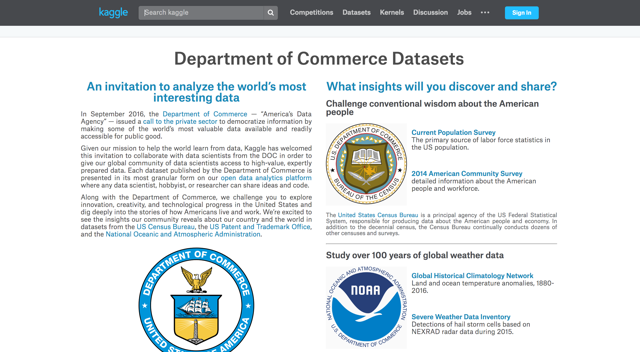 kaggle
Search kaggle
Competitions Datasets Kernels Discussion Jobs ••• Sign in
Department of Commerce Datasets
An invitation to analyze the world's most
interesting data
In September 2016, the Department of Commerce — "America's Data
Agency" — issued a call to the private sector to democratize information by
making some of the world's most valuable data available and readily
accessible for public good.
Given our mission to help the world learn from data, Kaggle has welcomed
this invitation to collaborate with data scientists from the DOC in order to
give our global community of data scientists access to high-value, expertly
prepared data. Each dataset published by the Department of Commerce is
presented in its most granular form on our open data analytics platform
where any data scientist, hobbyist, or researcher can share ideas and code.
Along with the Department of Commerce, we challenge you to explore
innovation, creativity, and technological progress in the United States and
dig deeply into the stories of how Americans live and work. We're excited to
see the insights our community reveals about our country and the world in
datasets from the US Census Bureau, the US Patent and Trademark Office,
and the National Oceanic and Atmospheric Administration.
DEPARTMENT OF COMMERCE
UNITED STATES OF AMERICA
What insights will you discover and share?
Challenge conventional wisdom about the American
people
U.S. DEPARTMENT OF COMMERCE
BUREAU OF THE CENSUS
Current Population Survey
The primary source of labor force statistics in
the US population.
2014 American Community Survey
detailed information about the American
people and workforce.
The United States Census Bureau is a principal agency of the US Federal Statistical
System, responsible for producing data about the American people and economy. In
addition to the decennial census, the Census Bureau continually conducts dozens of
other censuses and surveys.
Study over 100 years of global weather data
NATIONAL OCEANIC AND ATMOSPHERIC ADMINISTRATION
NOAA
U.S. DEPARTMENT OF COMMERCE
Global Historical Climatology Network
Land and ocean temperature anomalies, 1880-
2016.
Severe Weather Data Inventory
Detections of hail storm cells based on
NEXRAD radar data during 2015.